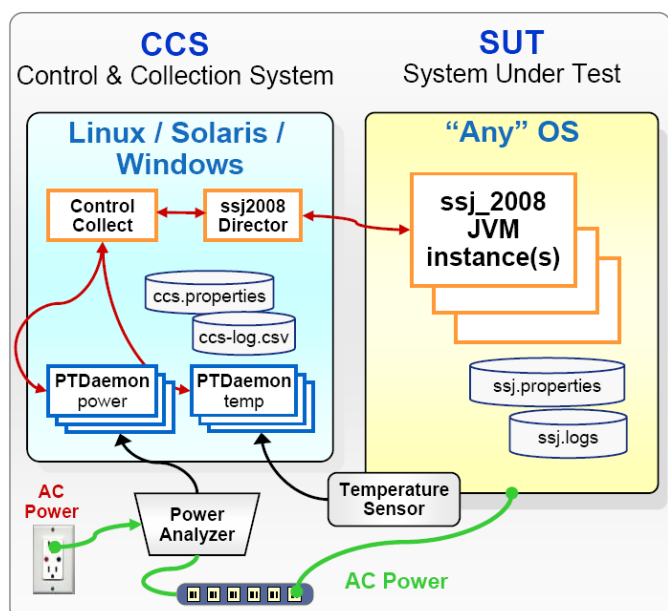 CCS
Control & Collection System
SUT
System Under Test
Linux / Solaris /
Windows
“Any” OS
Control
Collect
ssj2008
Director
ssj_2008
JVM
instance(s)
ccs.properties
ccs-log.csv
PTDaemon
power
PTDaemon
temp
ssj.properties
ssj.logs
AC
Power
Power
Analyzer
Temperature
Sensor
AC Power